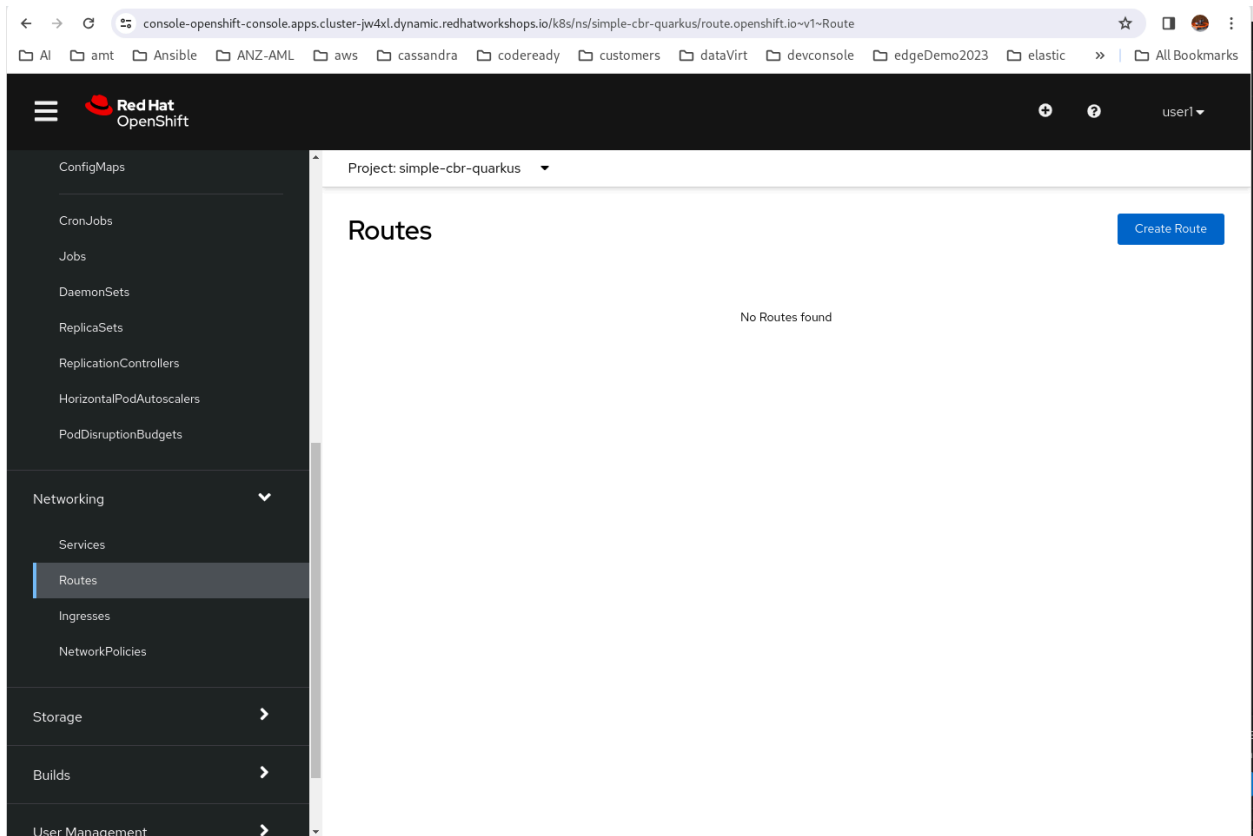 console-openshift-console.apps.cluster-jw4xl.dynamic.redhatworkshops.io/k8s/ns/simple-cbr-quarkus/route.openshift.io~v1~Route
AI amt Ansible ANZ-AML aws cassandra codeready customers dataVirt devconsole edgeDemo2023 elastic » All Bookmarks
Red Hat
OpenShift
user1
ConfigMaps
CronJobs
Jobs
DaemonSets
ReplicaSets
ReplicationControllers
HorizontalPodAutoscalers
PodDisruptionBudgets
Networking
Services
Routes
Ingresses
NetworkPolicies
Storage
Builds
User Management
Project: simple-cbr-quarkus
Routes
Create Route
No Routes found